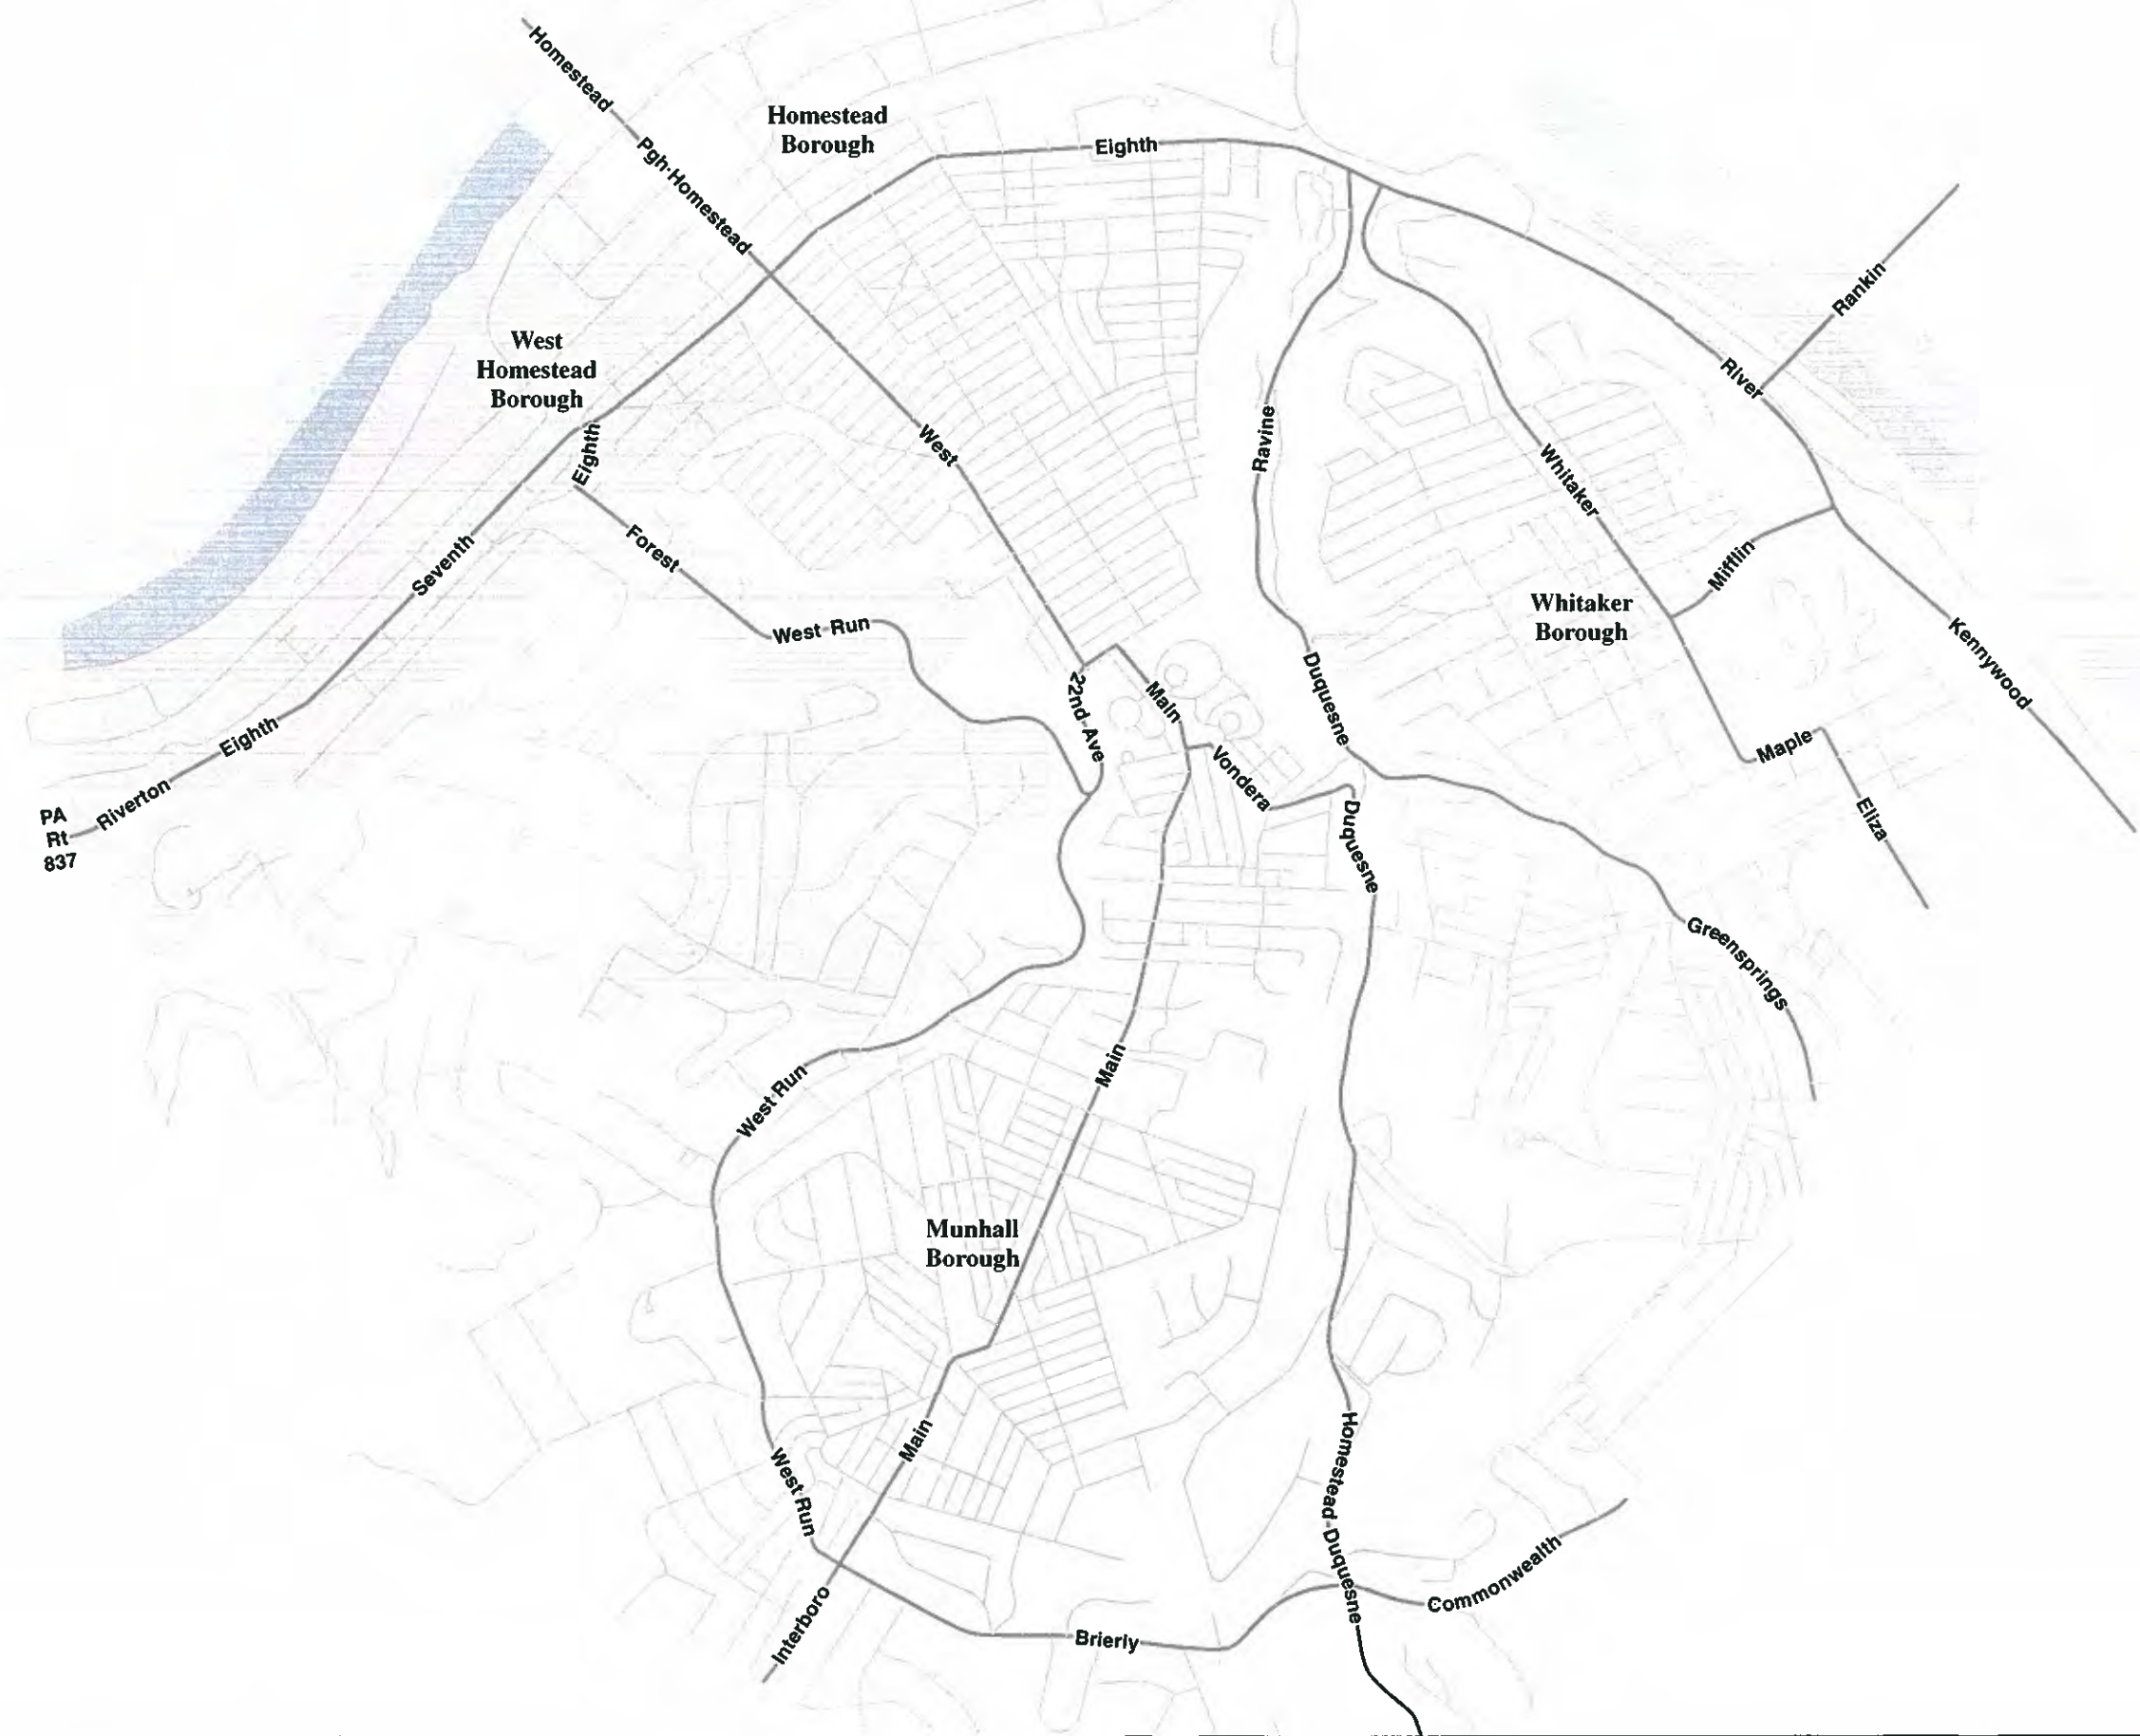 Homestead
Pgh-Homestead
Homestead
Borough
Eighth
Rankin
River
West
Homestead
Borough
Eighth
West
Ravine
Whitaker
Seventh
Forest
Mifflin
Whitaker
Borough
West Run
Kennywood
22nd Ave
Main
Duquesne
Vondera
Maple
Eighth
Riverton
PA
Rt
837
Eliza
Duquesne
Greensprings
West Run
Main
Munhall
Borough
Main
West Run
Homestead Duquesne
Commonwealth
Interboro
Brierly